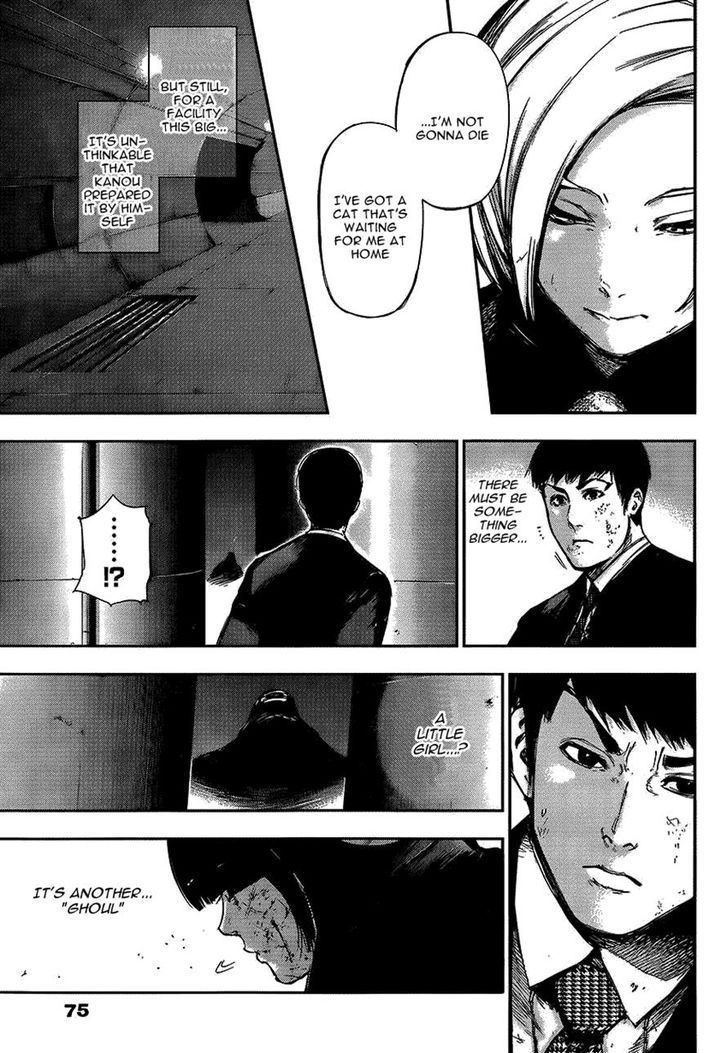 ...I'M NOT
GONNA DIE
I'VE GOT A
CAT THAT'S
WAITING
FOR ME AT
HOME
BUT STILL,
FOR A
FACILITY
THIS BIG...
IT'S UN-
THINKABLE
THAT
KANOU
PREPARED
IT BY HIM-
SELF
THERE
MUST BE
SOME-
THING
BIGGER...
.......
!?
A
LITTLE
GIRL....?
IT'S ANOTHER...
"GHOUL"
75